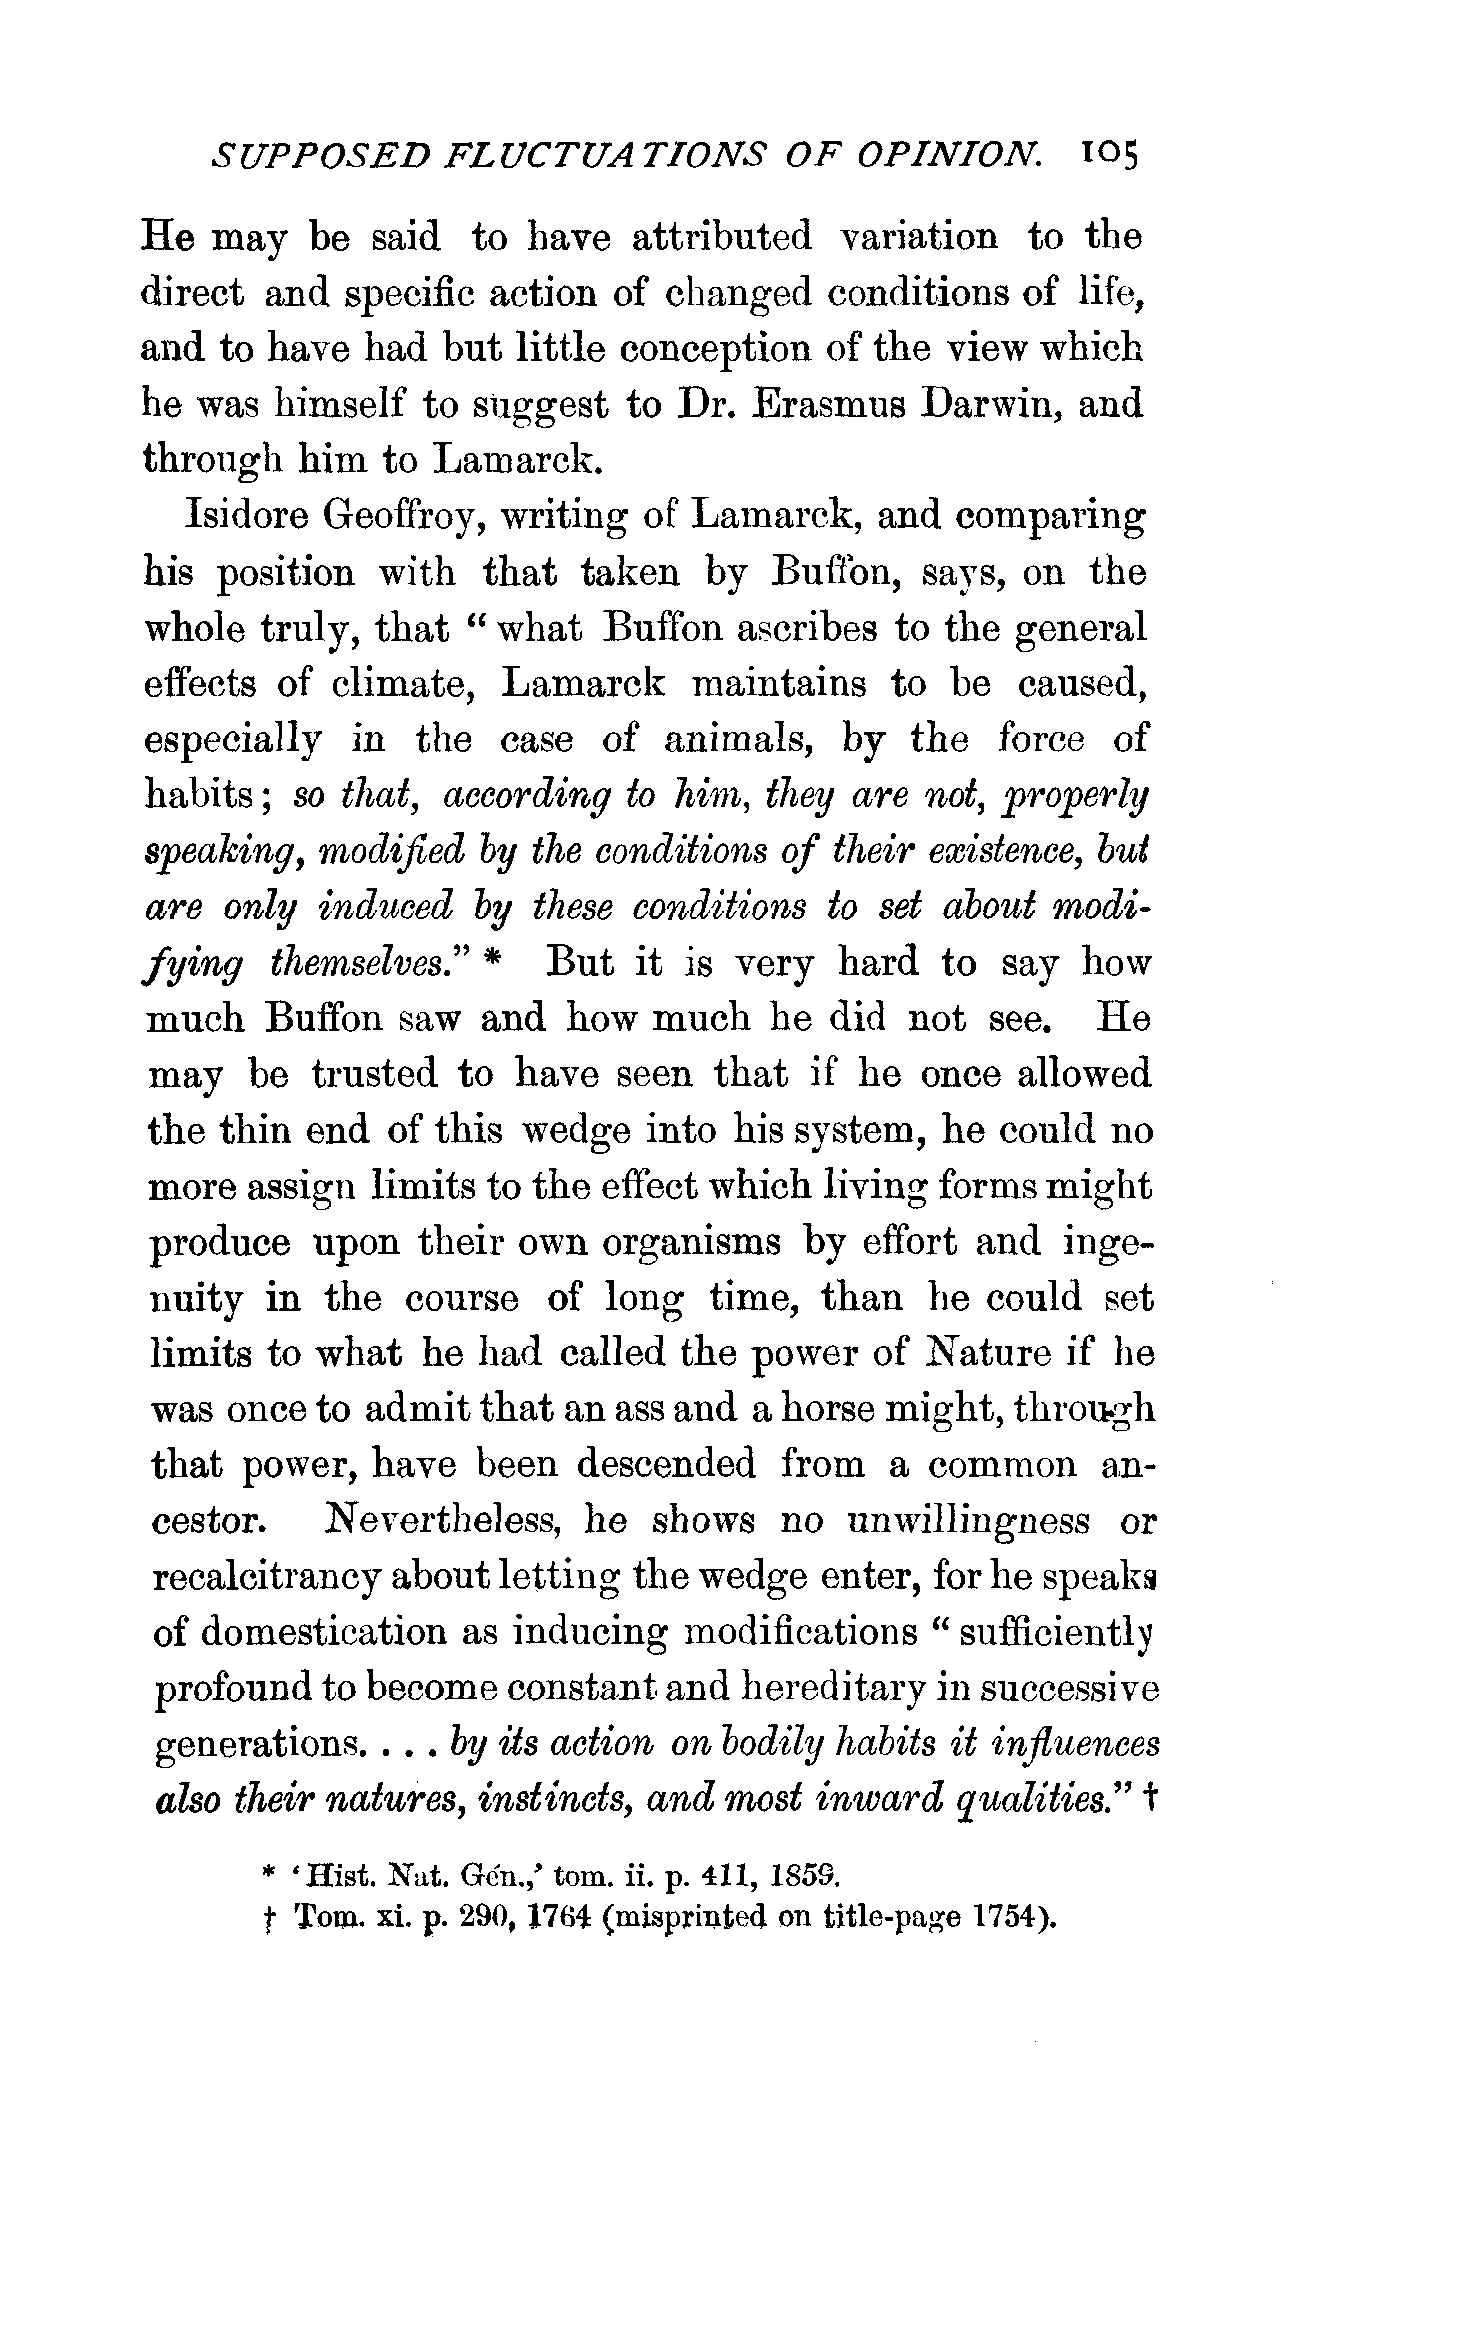 SUPPOSED FLUCTUATIONS OF OPINION. 105
He may be said to have attributed variation to the
direct and specific action of changed conditions of life,
and to have had but little conception of the view which
he was himself to suggest to Dr. Erasmus Darwin, and
through him to Lamarck.
Isidore Geoffroy, writing of Lamarck, and comparing
his position with that taken by Buffon, says, on the
whole truly, that “ what Buffon ascribes to the general
effects of climate, Lamarck maintains to be caused,
especially in the case of animals, by the force of
habits; so that, according to him, they are not, properly
speaking, modified by the conditions of their existence, but
are only induced by these conditions to set about modi-
fying themselves.” * But it is very hard to say how
much Buffon saw and how much he did not see. He
may be trusted to have seen that if he once allowed
the thin end of this wedge into his system, he could no
more assign limits to the effect which living forms might
produce upon their own organisms by effort and inge-
nuity in the course of long time, than he could set
limits to what he had called the power of Nature if he
was once to admit that an ass and a horse might, through
that power, have been descended from a common an-
cestor. Nevertheless, he shows no unwillingness or
recalcitrancy about letting the wedge enter, for he speaks
of domestication as inducing modifications “ sufficiently
profound to become constant and hereditary in successive
generations. . . . by its action on bodily habits it influences
also their natures, instincts, and most inward qualities.” †
* ‘Hist. Nat. Gén.,’ tom. ii. p. 411, 1859.
† Tom. xi. p. 290, 1764 (misprinted on title-page 1754).